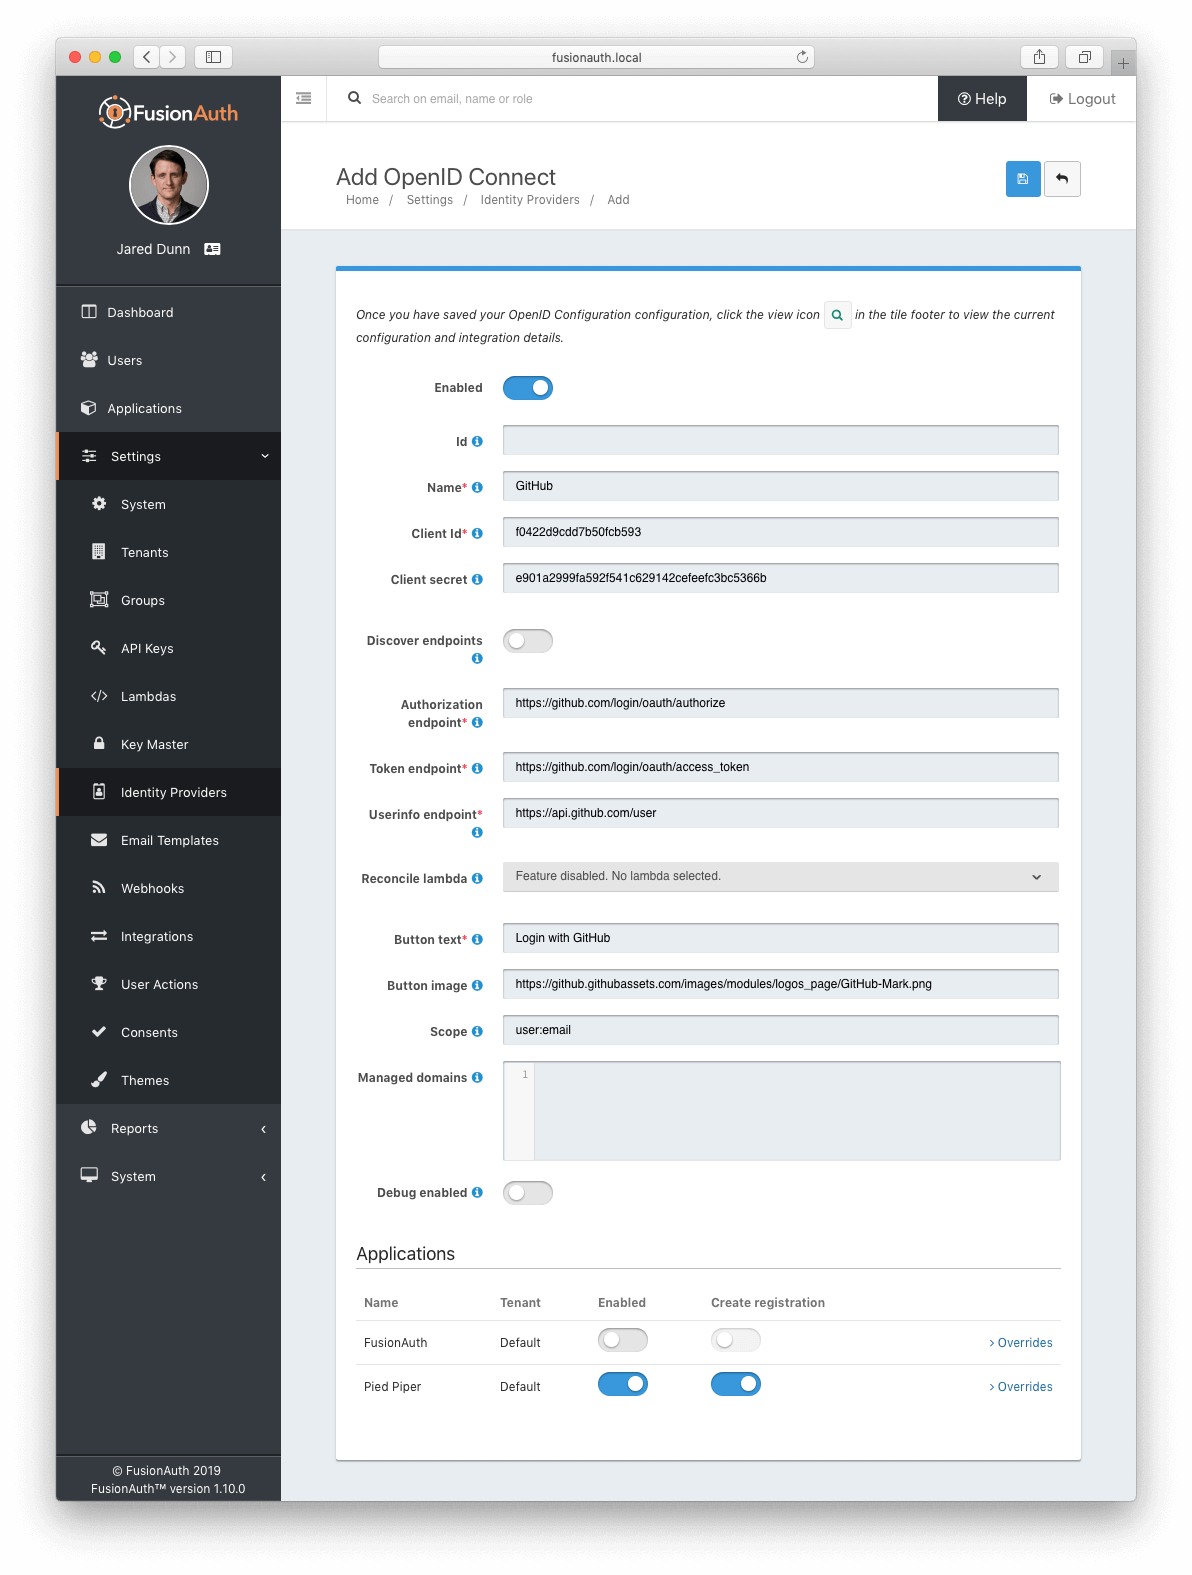 fusionauth.local
FusionAuth
Search on email, name or role
Help
Logout
Jared Dunn
Dashboard
Users
Applications
Settings
System
Tenants
Groups
API Keys
Lambdas
Key Master
Identity Providers
Email Templates
Webhooks
Integrations
User Actions
Consents
Themes
Reports
System
© FusionAuth 2019
FusionAuth™ version 1.10.0
Add OpenID Connect
Home / Settings / Identity Providers / Add
Once you have saved your OpenID Configuration configuration, click the view icon in the tile footer to view the current
configuration and integration details.
Enabled
Id
Name* GitHub
Client Id* f0422d9cdd7b50fcb593
Client secret e901a2999fa592f541c629142cefeefc3bc5366b
Discover endpoints
Authorization
endpoint* https://github.com/login/oauth/authorize
Token endpoint* https://github.com/login/oauth/access_token
Userinfo endpoint* https://api.github.com/user
Reconcile lambda Feature disabled. No lambda selected.
Button text* Login with GitHub
Button image https://github.githubassets.com/images/modules/logos_page/GitHub-Mark.png
Scope user:email
Managed domains 1
Debug enabled
Applications
Name Tenant Enabled Create registration
FusionAuth Default › Overrides
Pied Piper Default › Overrides